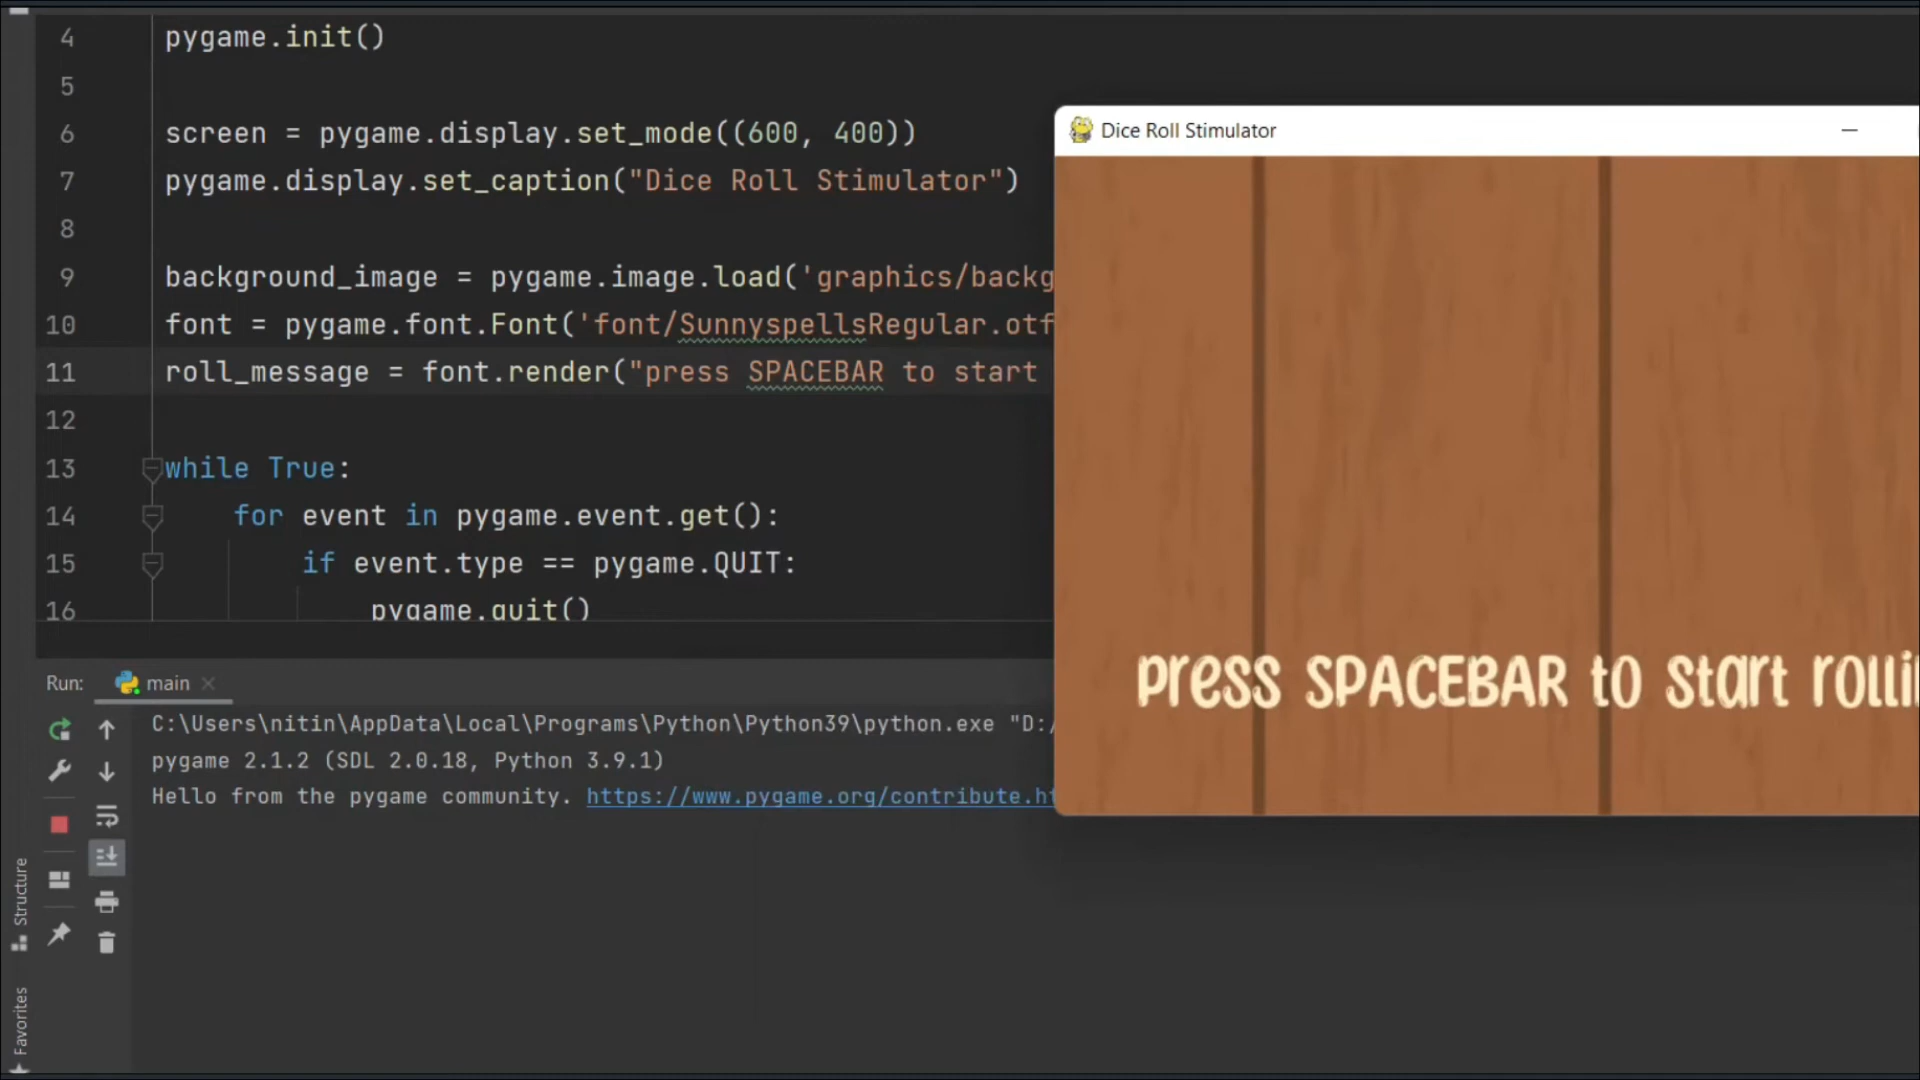 4 pygame.init()
5
6 screen = pygame.display.set_mode((600, 400))
7 pygame.display.set_caption("Dice Roll Stimulator")
8
9 background_image = pygame.image.load('graphics/backg
10 font = pygame.font.Font('font/SunnyspellsRegular.otf
11 roll_message = font.render("press SPACEBAR to start
12
13 while True:
14 for event in pygame.event.get():
15 if event.type == pygame.QUIT:
16 pygame.quit()
Dice Roll Stimulator
press SPACEBAR to start rollin
Run: main
C:\Users\nitin\AppData\Local\Programs\Python\Python39\python.exe "D:/
pygame 2.1.2 (SDL 2.0.18, Python 3.9.1)
Hello from the pygame community. https://www.pygame.org/contribute.ht
Structure
Favorites